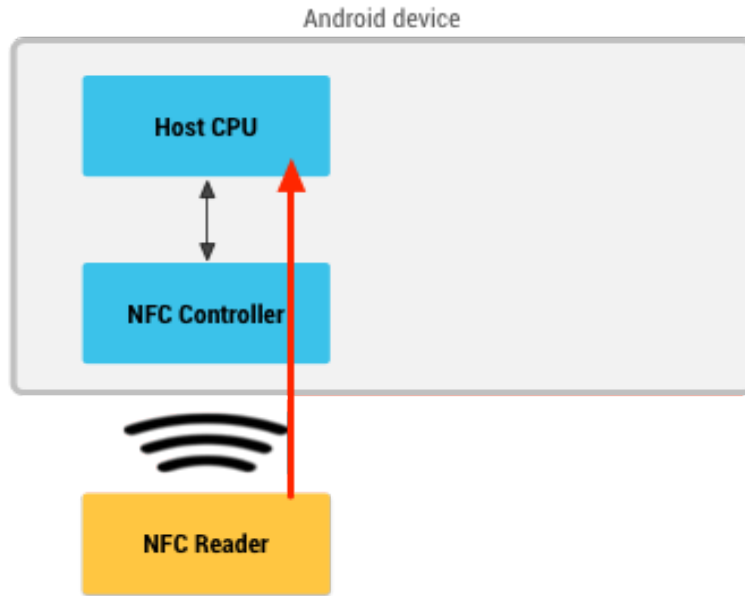 Android device
Host CPU
NFC Controller
NFC Reader